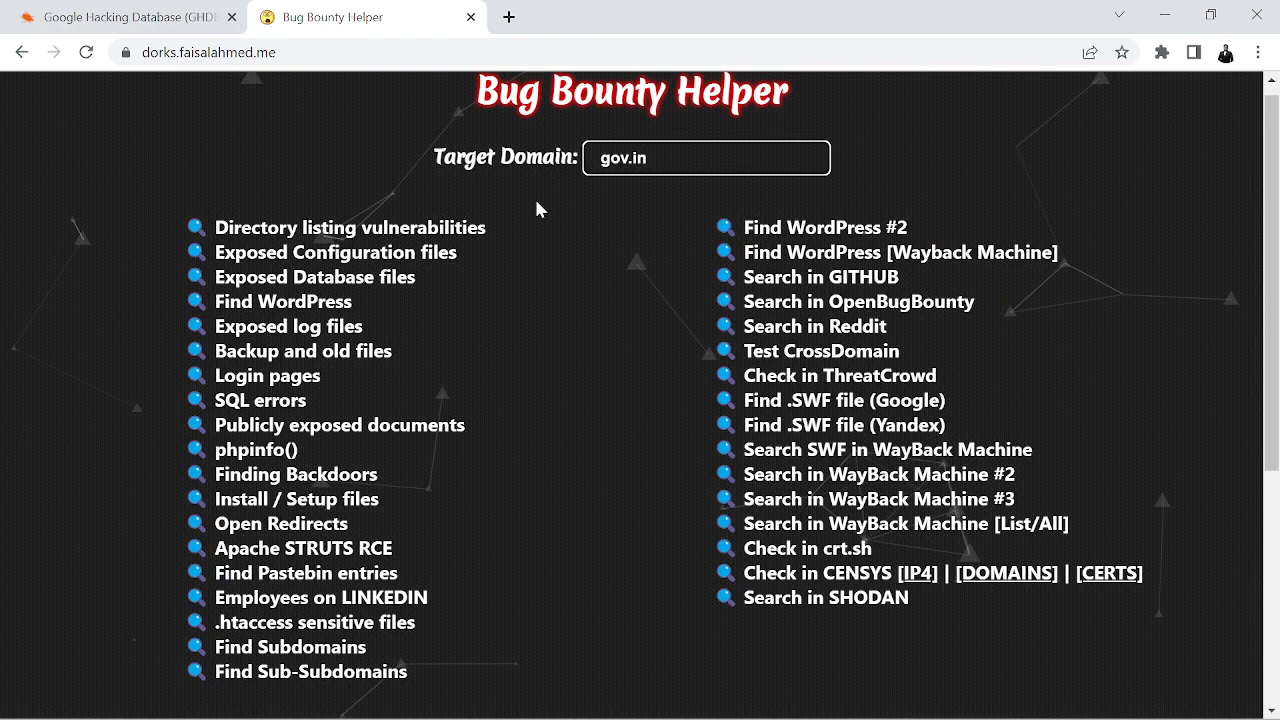 Google Hacking Database (GHDB
Bug Bounty Helper
dorks.faisalahmed.me
Bug Bounty Helper
Target Domain: gov.in
Directory listing vulnerabilities
Exposed Configuration files
Exposed Database files
Find WordPress
Exposed log files
Backup and old files
Login pages
SQL errors
Publicly exposed documents
phpinfo()
Finding Backdoors
Install / Setup files
Open Redirects
Apache STRUTS RCE
Find Pastebin entries
Employees on LINKEDIN
.htaccess sensitive files
Find Subdomains
Find Sub-Subdomains
Find WordPress #2
Find WordPress [Wayback Machine]
Search in GITHUB
Search in OpenBugBounty
Search in Reddit
Test CrossDomain
Check in ThreatCrowd
Find .SWF file (Google)
Find .SWF file (Yandex)
Search SWF in WayBack Machine
Search in WayBack Machine #2
Search in WayBack Machine #3
Search in WayBack Machine [List/All]
Check in crt.sh
Check in CENSYS [IP4] | [DOMAINS] | [CERTS]
Search in SHODAN